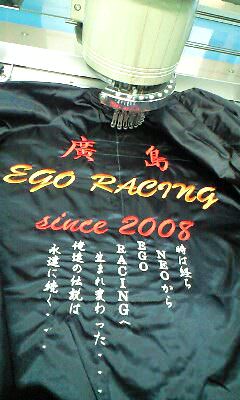 廣島
EGO RACING
since 2008
時は経ち
NEOから
EGO
RACINGへ
生まれ変わった・・・
俺達の伝説は
永遠に続く・・・